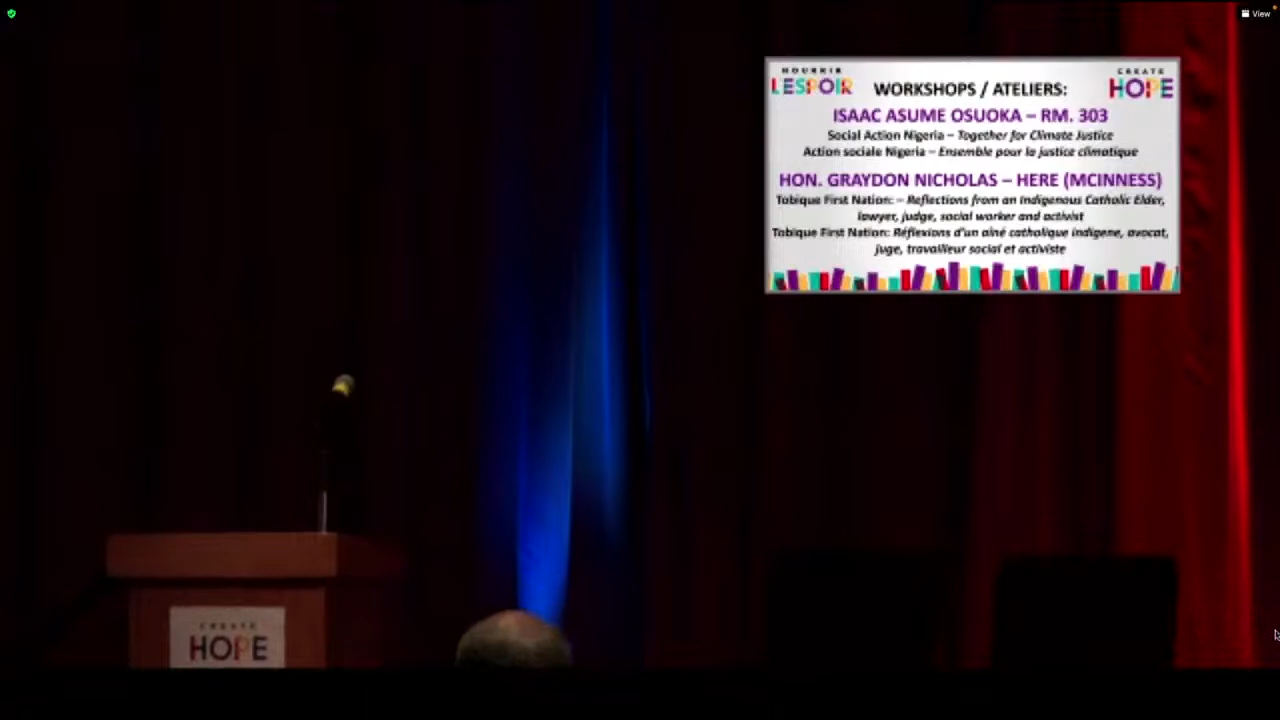 View
NOURRIR
L'ESPOIR
CREATE
HOPE
WORKSHOPS / ATELIERS:
ISAAC ASUME OSUOKA – RM. 303
Social Action Nigeria – Together for Climate Justice
Action sociale Nigeria – Ensemble pour la justice climatique
HON. GRAYDON NICHOLAS – HERE (MCINNESS)
Tobique First Nation: – Reflections from an Indigenous Catholic Elder,
lawyer, judge, social worker and activist
Tobique First Nation: Réflexions d'un aîné catholique indigene, avocat,
juge, travailleur social et activiste
CREATE
HOPE